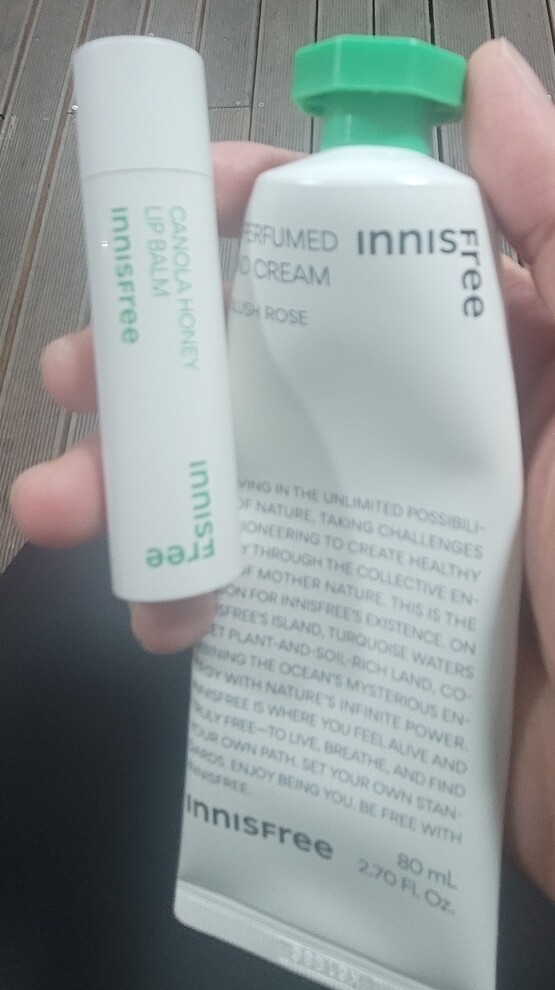 CANOLA HONEY
LIP BALM
INNISFree
INNISFree
ERFUMED
CREAM
INNISFree
ROSE
VING IN THE UNLIMITED POSSIBILI-
OF NATURE, TAKING CHALLENGES
IONEERING TO CREATE HEALTHY
Y THROUGH THE COLLECTIVE EN-
OF MOTHER NATURE. THIS IS THE
ON FOR INNISFREE'S EXISTENCE. ON
ISFREE'S ISLAND, TURQUOISE WATERS
ET PLANT-AND-SOIL-RICH LAND, CO-
INING THE OCEAN'S MYSTERIOUS EN-
RGY WITH NATURE'S INFINITE POWER.
NNISFREE IS WHERE YOU FEEL ALIVE AND
RULY FREE—TO LIVE, BREATHE, AND FIND
YOUR OWN PATH. SET YOUR OWN STAN-
DARDS. ENJOY BEING YOU. BE FREE WITH
NNISFREE.
INNISFree
80 mL
2.70 Fl. Oz.